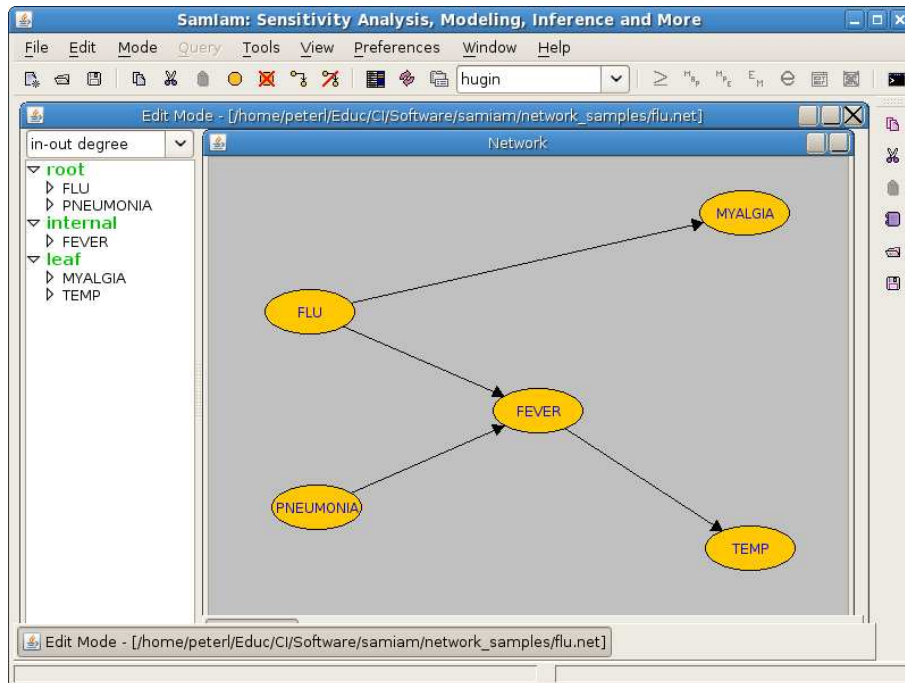 SamIam: Sensitivity Analysis, Modeling, Inference and More
File Edit Mode Query Tools View Preferences Window Help
hugin
Edit Mode - [/home/peterl/Educ/CI/Software/samiam/network_samples/flu.net]
in-out degree
Network
root
FLU
PNEUMONIA
internal
FEVER
leaf
MYALGIA
TEMP
MYALGIA
FLU
FEVER
PNEUMONIA
TEMP
Edit Mode - [/home/peterl/Educ/CI/Software/samiam/network_samples/flu.net]